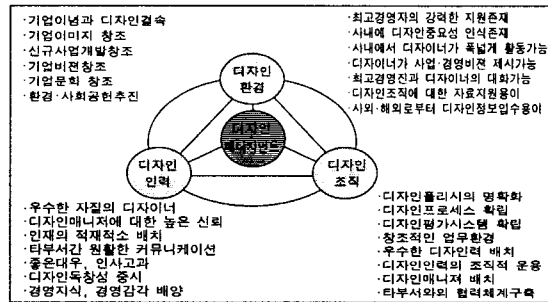 ·기업이념과 디자인결속
·기업이미지 창조
·신규사업개발창조
·기업비젼창조
·기업문화 창조
·환경·사회공헌추진
·최고경영자의 강력한 지원존재
·사내에 디자인중요성 인식존재
·사내에서 디자이너가 폭넓게 활동가능
·디자이너가 사업·경영비젼 제시가능
·최고경영진과 디자이너의 대화가능
·디자인조직에 대한 자료지원용이
·사외·해외로부터 디자인정보입수용이
디자인
환경
디자인
매니지먼트
디자인
인력
디자인
조직
·우수한 자질의 디자이너
·디자인매니저에 대한 높은 신뢰
·인재의 적재적소 배치
·타부서간 원활한 커뮤니케이션
·좋은대우, 인사고과
·디자인독창성 중시
·경영지식, 경영감각 배양
·디자인폴리시의 명확화
·디자인프로세스 확립
·디자인평가시스템 확립
·창조적인 업무환경
·우수한 디자인력 배치
·디자인인력의 조직적 운용
·디자인매니져 배치
·타부서와의 협력체계구축